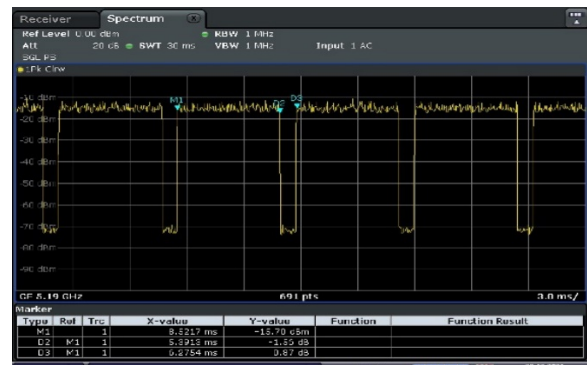 Receiver Spectrum
Ref Level 0.00 dBm RBW 1 MHz
Att 20 dB SWT 30 ms VBW 1 MHz Input 1 AC
SGL PS
1Pk Clrw
-10 dBm
M1 D2 D3
-20 dBm
-30 dBm
-40 dBm
-50 dBm
-60 dBm
-70 dBm
-80 dBm
-90 dBm
CF 5.19 GHz 691 pts 3.0 ms/
Marker
Type Ref Trc X-value Y-value Function Function Result
M1 1 8.5217 ms -15.70 dBm
D2 M1 1 5.3913 ms -1.55 dB
D3 M1 1 6.2754 ms 0.87 dB